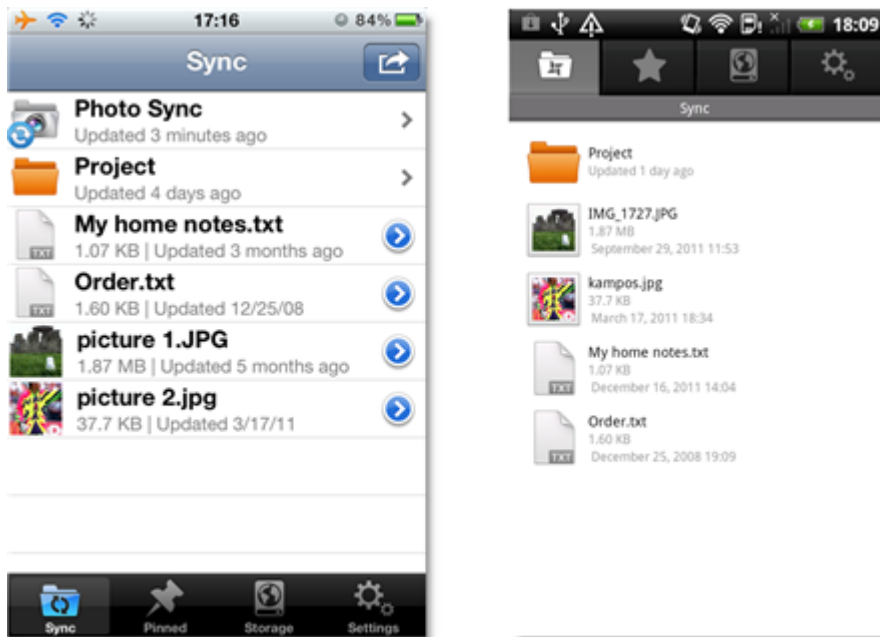 17:16
84%
Sync
Photo Sync
Updated 3 minutes ago
Project
Updated 4 days ago
My home notes.txt
1.07 KB | Updated 3 months ago
TXT
Order.txt
1.60 KB | Updated 12/25/08
TXT
picture 1.JPG
1.87 MB | Updated 5 months ago
picture 2.jpg
37.7 KB | Updated 3/17/11
Sync Pinned Storage Settings
18:09
Sync
Project
Updated 1 day ago
IMG_1727.JPG
1.87 MB
September 29, 2011 11:53
kampos.jpg
37.7 KB
March 17, 2011 18:34
My home notes.txt
1.07 KB
TXT
December 16, 2011 14:04
Order.txt
1.60 KB
TXT
December 25, 2008 19:09